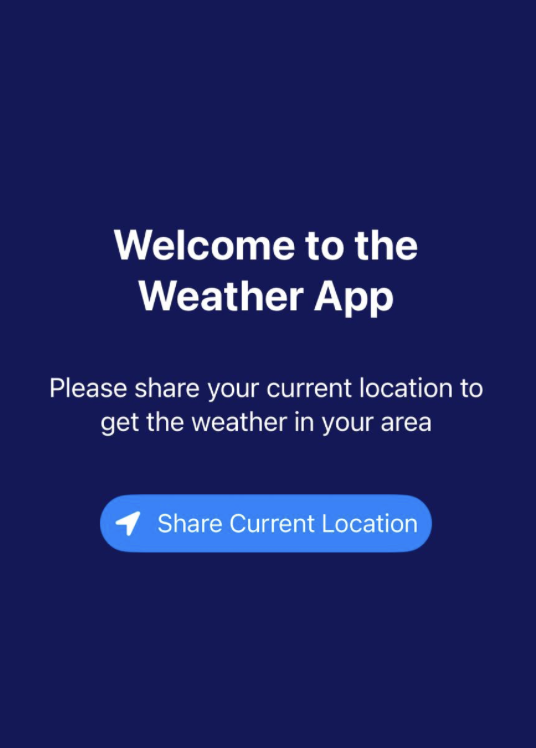 Welcome to the
Weather App
Please share your current location to
get the weather in your area
Share Current Location